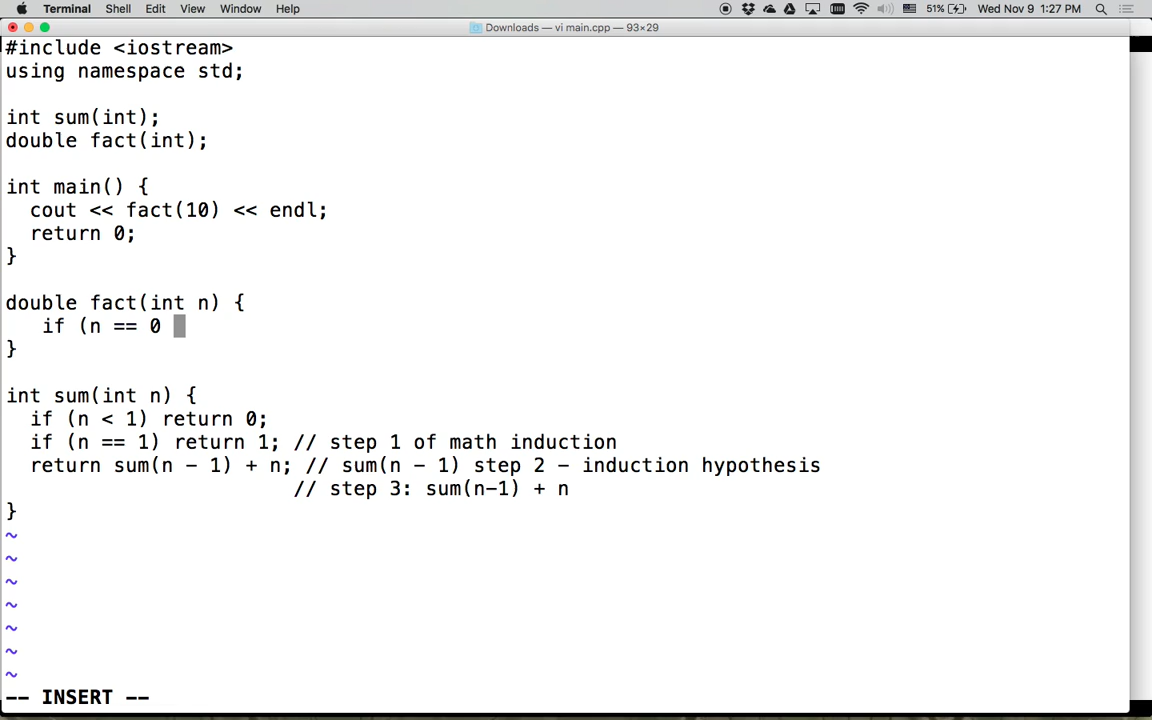 Terminal Shell Edit View Window Help 51% Wed Nov 9 1:27 PM
Downloads — vi main.cpp — 93×29
#include <iostream>
using namespace std;
int sum(int);
double fact(int);
int main() {
  cout << fact(10) << endl;
  return 0;
}
double fact(int n) {
   if (n == 0
}
int sum(int n) {
  if (n < 1) return 0;
  if (n == 1) return 1; // step 1 of math induction
  return sum(n - 1) + n; // sum(n - 1) step 2 - induction hypothesis
                        // step 3: sum(n-1) + n
}
~
~
~
~
~
~
~
-- INSERT --